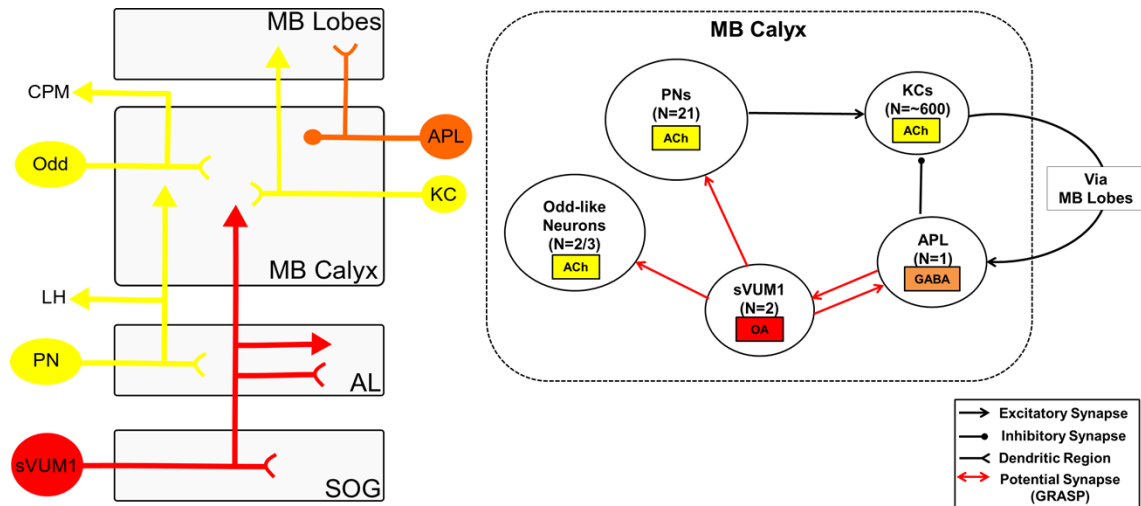 MB Lobes
CPM
Odd
APL
KC
MB Calyx
LH
PN
AL
sVUM1
SOG
MB Calyx
PNs
(N=21)
ACh
KCs
(N=~600)
ACh
Via
MB Lobes
Odd-like
Neurons
(N=2/3)
ACh
APL
(N=1)
GABA
sVUM1
(N=2)
OA
Excitatory Synapse
Inhibitory Synapse
Dendritic Region
Potential Synapse
(GRASP)